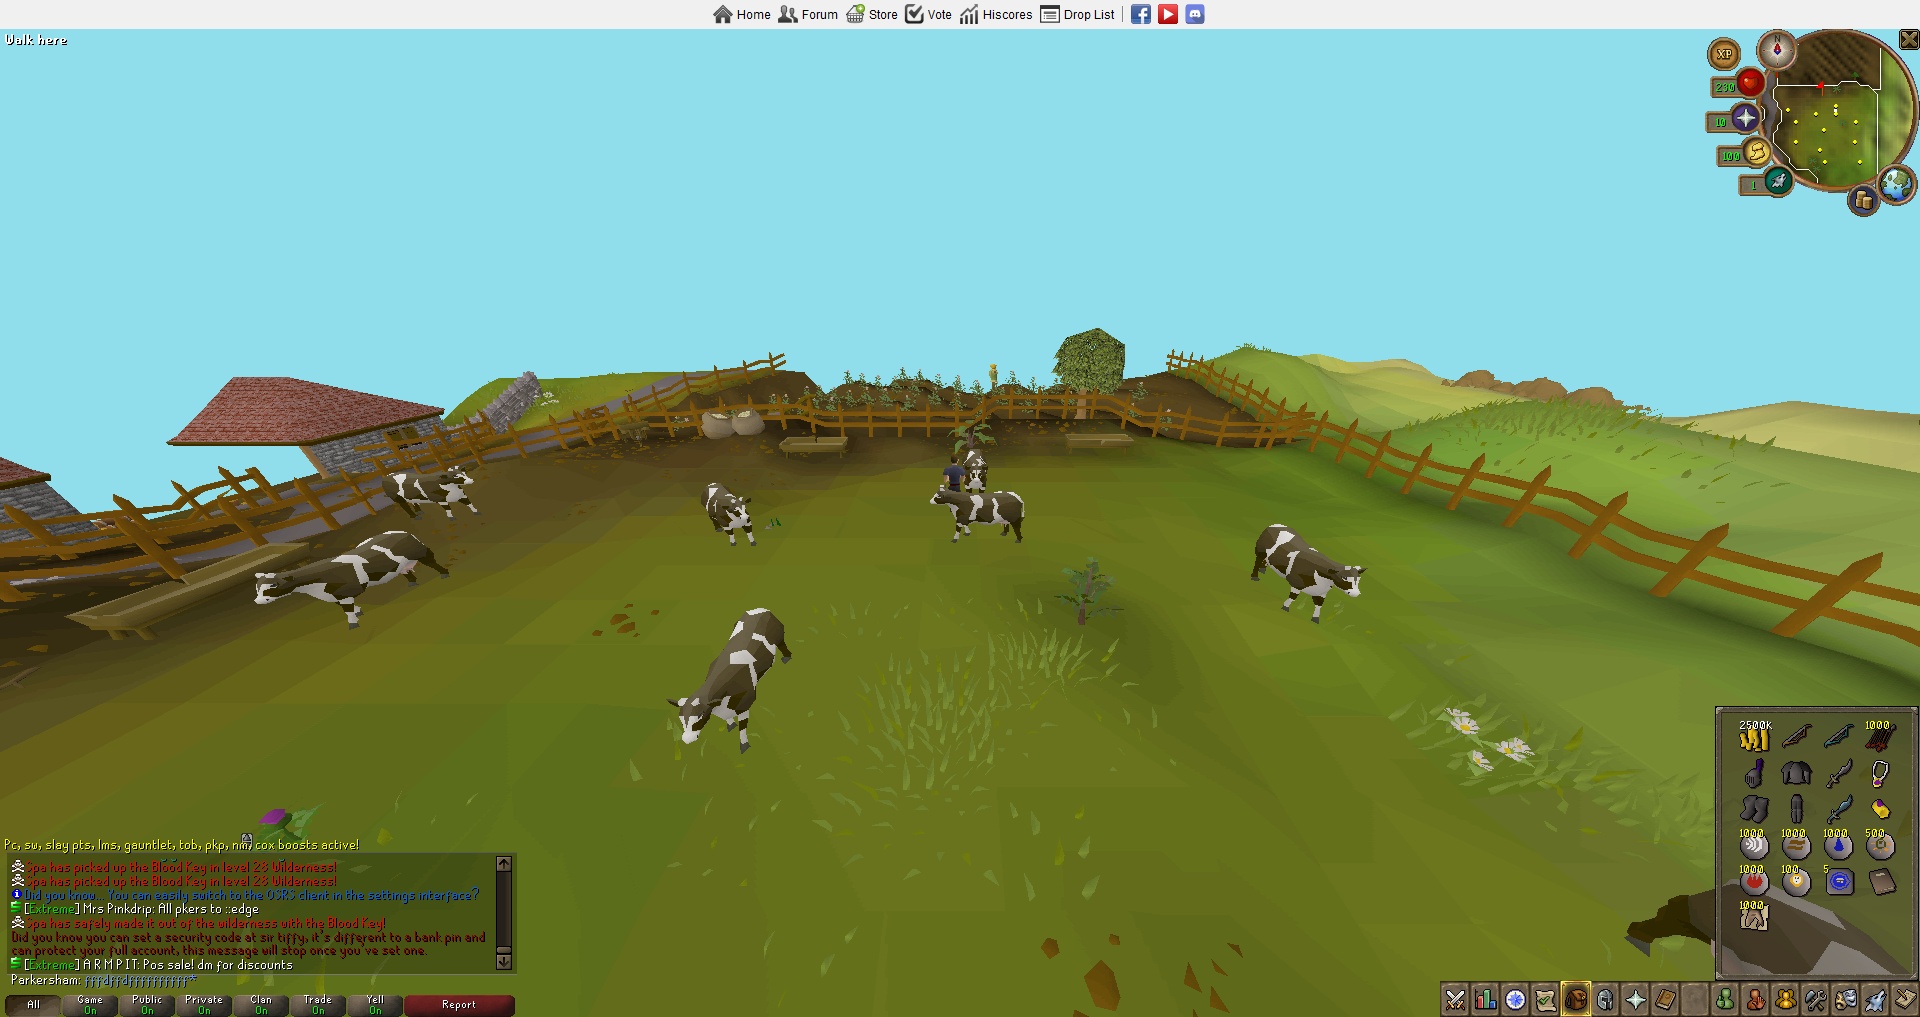 Home Forum Store Vote Hiscores Drop List
Walk here
XP
N
230
10
100
1
2500K 1000
1000 1000 1000 500
1000 100 5
1000
Pc, sw, slay pts, lms, gauntlet, tob, pkp, nm, cox boosts active!
Spa has picked up the Blood Key in level 28 Wilderness!
Spa has picked up the Blood Key in level 28 Wilderness!
Did you know... You can easily switch to the OSRS client in the settings interface?
[Extreme] Mrs Pinkdrip: All pkers to ::edge
Spa has safely made it out of the wilderness with the Blood Key!
Did you know you can set a security code at sir tiffy, it's different to a bank pin and
can protect your full account, this message will stop once you've set one.
[Extreme] A R M P I T: Pos sale! dm for discounts
Parkersham:
All Game Public Private Clan Trade Yell Report
On On On On On On